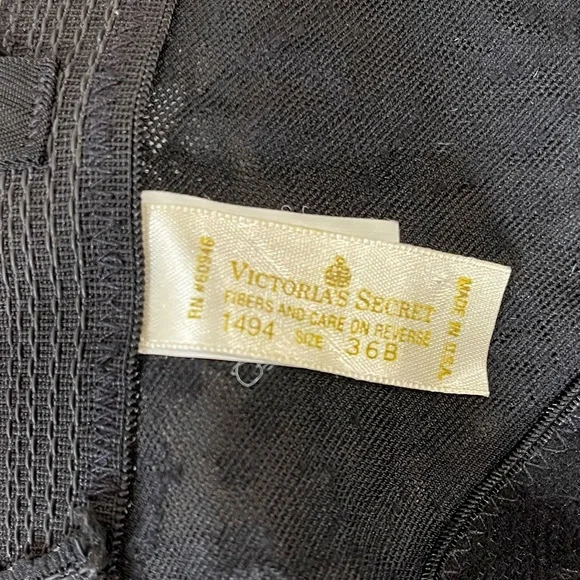 RN #60946
VICTORIA'S SECRET
FIBERS AND CARE ON REVERSE
1494 SIZE 36B
MADE IN U.S.A.